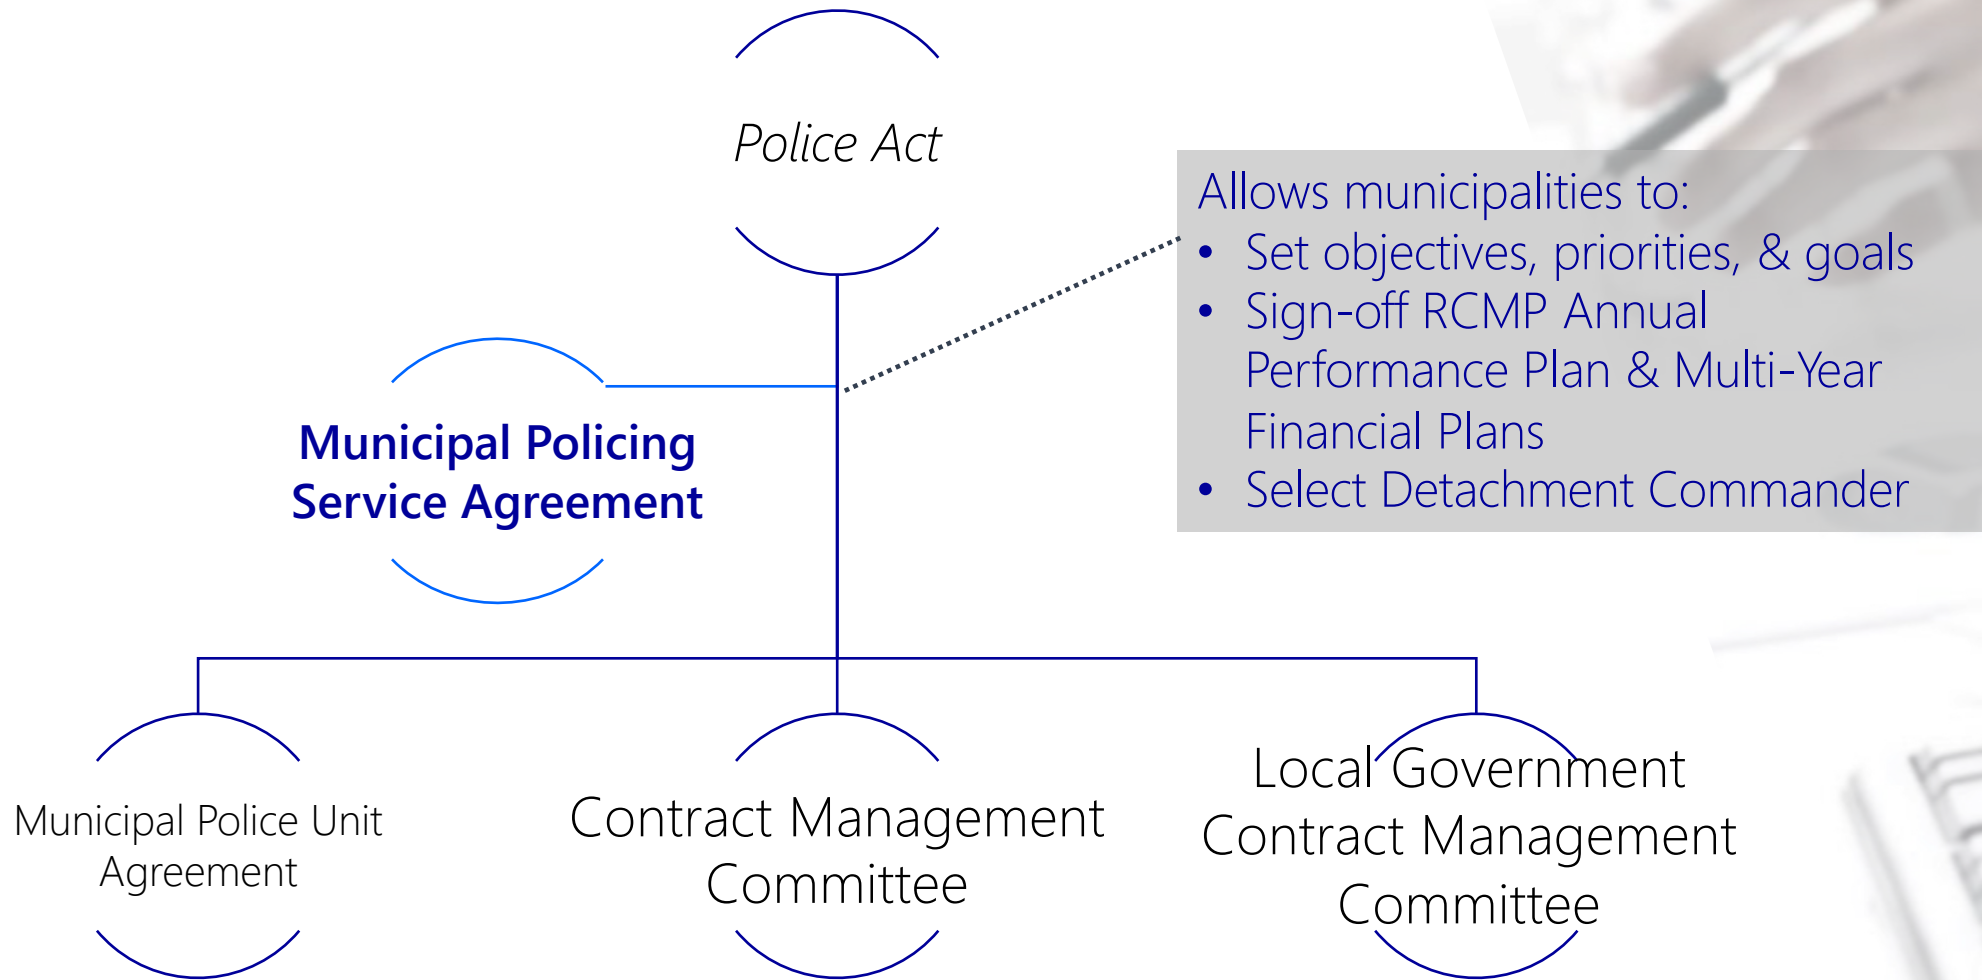 Police Act
Allows municipalities to:
• Set objectives, priorities, & goals
• Sign-off RCMP Annual
Performance Plan & Multi-Year
Financial Plans
• Select Detachment Commander
Municipal Policing
Service Agreement
Municipal Police Unit
Agreement
Contract Management
Committee
Local Government
Contract Management
Committee